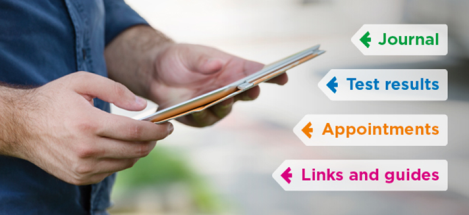 Journal
Test results
Appointments
Links and guides